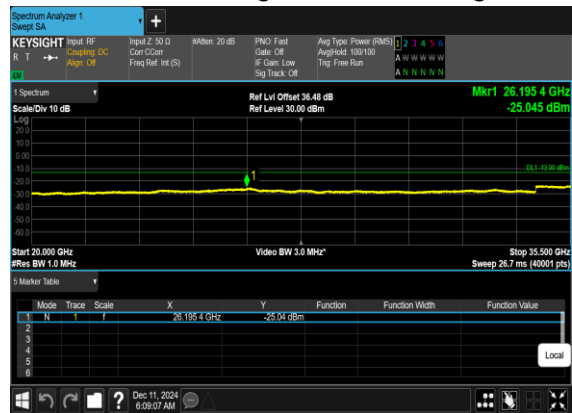 Spectrum Analyzer 1
Swept SA
KEYSIGHT Input: RF Input Z: 50 Ω #Atten: 20 dB PNO: Fast Avg Type: Power (RMS) 1 2 3 4 5 6
R T Coupling: DC Corr CCorr Gate: Off Avg|Hold: 100/100 A W W W W W
Align: Off Freq Ref: Int (S) IF Gain: Low Trig: Free Run
Sig Track: Off A N N N N N
1 Spectrum Ref Lvl Offset 36.48 dB Mkr1 26.195 4 GHz
Scale/Div 10 dB Ref Level 30.00 dBm -25.045 dBm
Log
20.0
10.0
0.00
-10.0 DL1 -13.00 dBm
1
-20.0
-30.0
-40.0
-50.0
-60.0
Start 20.000 GHz Video BW 3.0 MHz* Stop 35.500 GHz
#Res BW 1.0 MHz Sweep 26.7 ms (40001 pts)
5 Marker Table
Mode Trace Scale X Y Function Function Width Function Value
1 N 1 f 26.195 4 GHz -25.04 dBm
2
3
4
5
6
Local
? Dec 11, 2024
6:09:07 AM